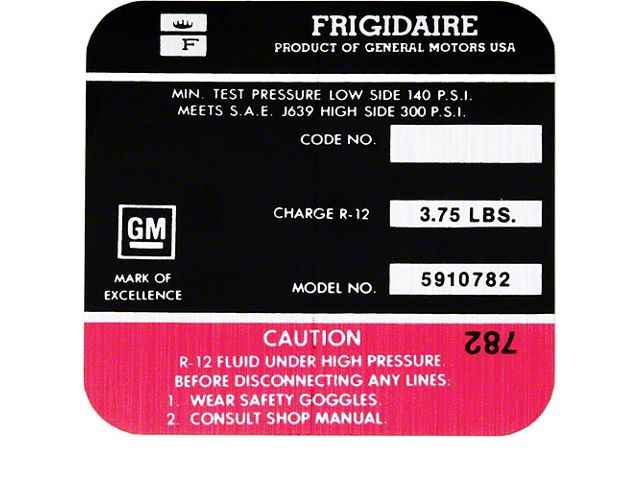 F
FRIGIDAIRE
PRODUCT OF GENERAL MOTORS USA
MIN. TEST PRESSURE LOW SIDE 140 P.S.I.
MEETS S.A.E. J639 HIGH SIDE 300 P.S.I.
CODE NO.
CHARGE R-12 3.75 LBS.
GM
MARK OF
EXCELLENCE
MODEL NO. 5910782
CAUTION
782
R-12 FLUID UNDER HIGH PRESSURE.
BEFORE DISCONNECTING ANY LINES:
1. WEAR SAFETY GOGGLES.
2. CONSULT SHOP MANUAL.